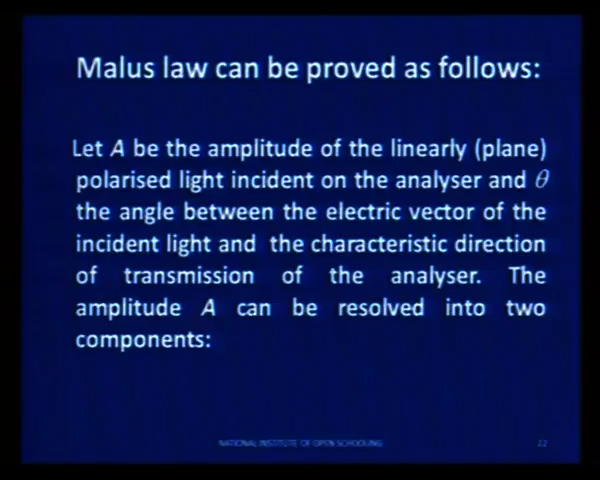 Malus law can be proved as follows:
Let A be the amplitude of the linearly (plane)
polarised light incident on the analyser and θ
the angle between the electric vector of the
incident light and the characteristic direction
of transmission of the analyser. The
amplitude A can be resolved into two
components:
NATIONAL INSTITUTE OF OPEN SCHOOLING
22